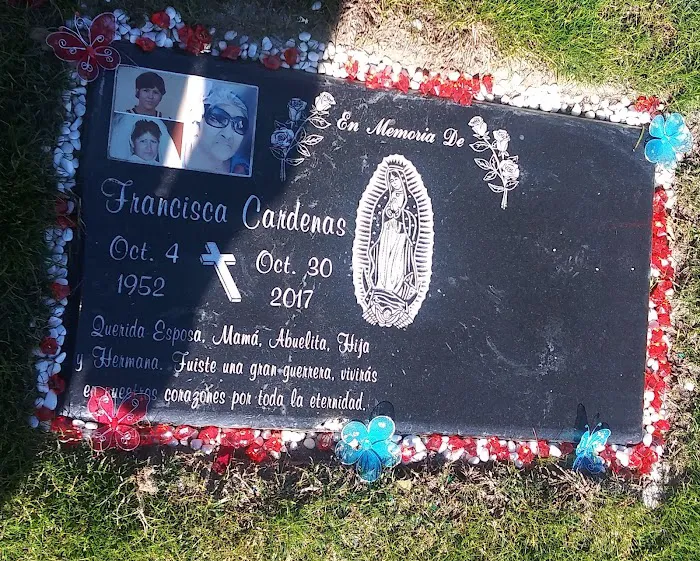 En Memoria De
Francisca Cardenas
Oct. 4 Oct. 30
1952 2017
Querida Esposa, Mamá, Abuelita, Hija
y Hermana. Fuiste una gran guerrera, vivirás
en nuestros corazones por toda la eternidad.